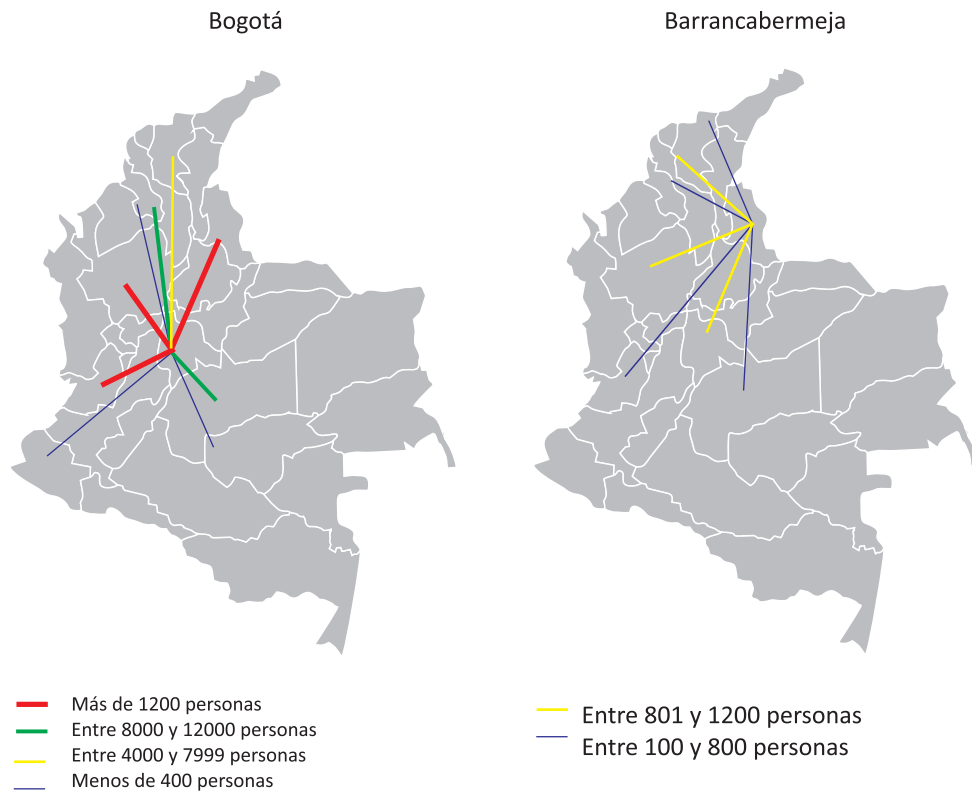 Bogotá
Barrancabermeja
Más de 1200 personas
Entre 8000 y 12000 personas
Entre 4000 y 7999 personas
Menos de 400 personas
Entre 801 y 1200 personas
Entre 100 y 800 personas